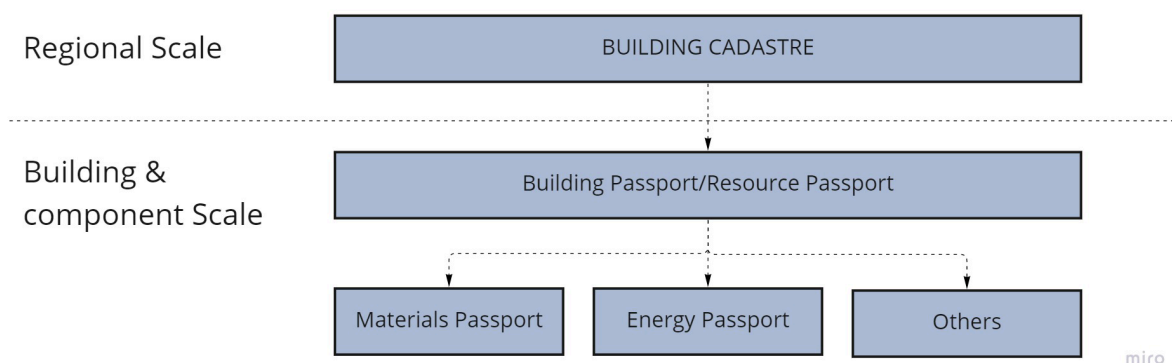 Regional Scale
BUILDING CADASTRE
Building &
component Scale
Building Passport/Resource Passport
Materials Passport
Energy Passport
Others
miro